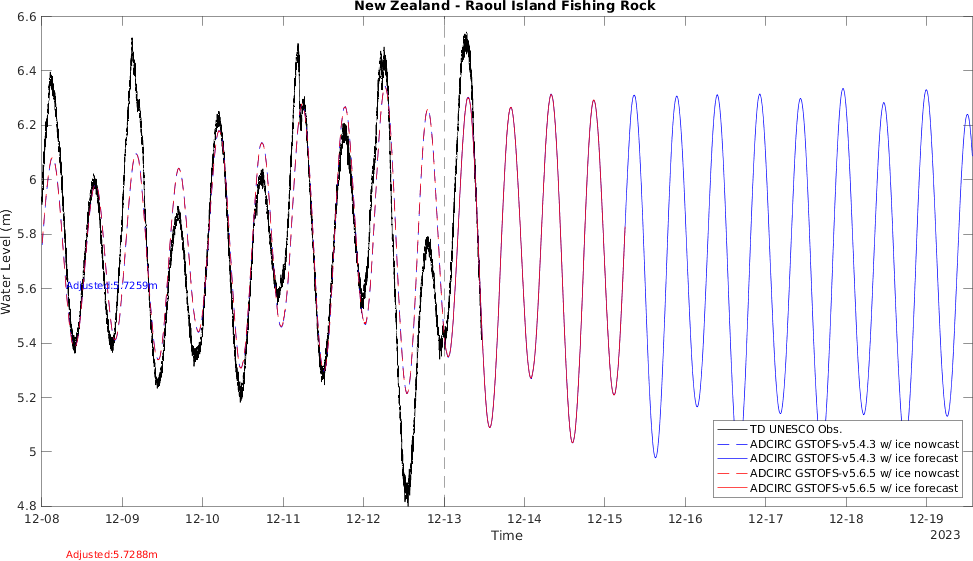 New Zealand - Raoul Island Fishing Rock
6.6
6.4
6.2
6
5.8
5.6
5.4
5.2
5
4.8
Water Level (m)
Adjusted:5.7259m
TD UNESCO Obs.
ADCIRC GSTOFS-v5.4.3 w/ ice nowcast
ADCIRC GSTOFS-v5.4.3 w/ ice forecast
ADCIRC GSTOFS-v5.6.5 w/ ice nowcast
ADCIRC GSTOFS-v5.6.5 w/ ice forecast
12-08 12-09 12-10 12-11 12-12 12-13 12-14 12-15 12-16 12-17 12-18 12-19
Time
2023
Adjusted:5.7288m